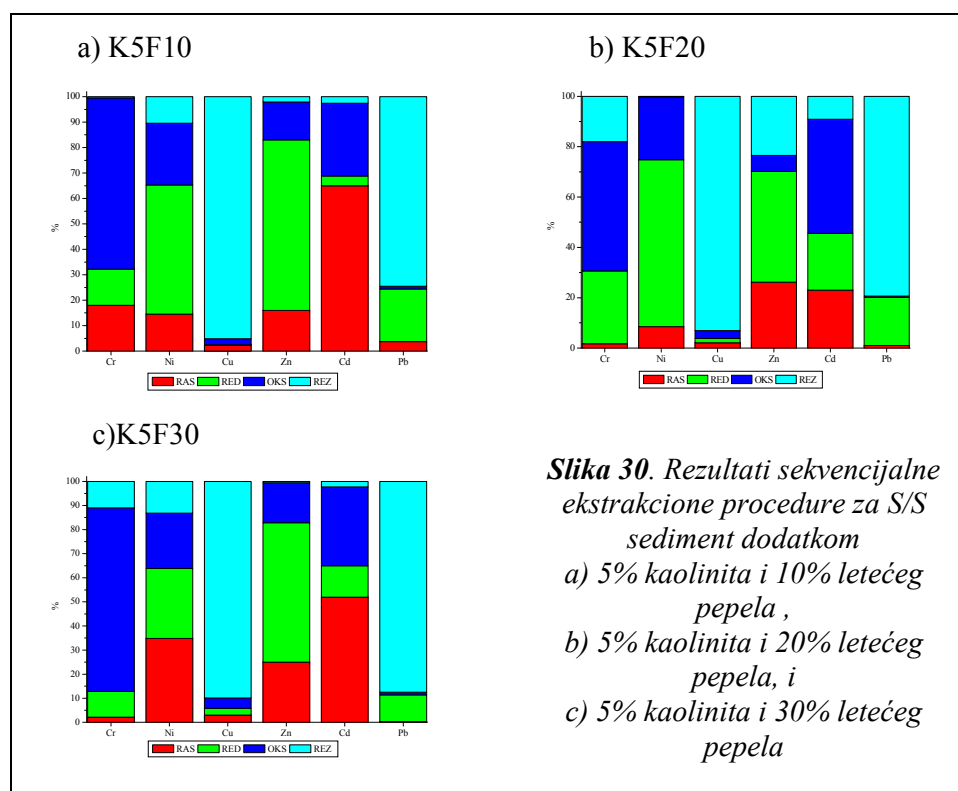 a) K5F10
100
90
80
70
60
50
40
30
20
10
0
%
Cr Ni Cu Zn Cd Pb
RAS RED OKS REZ
b) K5F20
100
80
60
40
20
0
%
Cr Ni Cu Zn Cd Pb
RAS RED OKS REZ
c)K5F30
100
90
80
70
60
50
40
30
20
10
0
%
Cr Ni Cu Zn Cd Pb
RAS RED OKS REZ
Slika 30. Rezultati sekvencijalne
ekstrakcione procedure za S/S
sediment dodatkom
a) 5% kaolinita i 10% letećeg
pepela ,
b) 5% kaolinita i 20% letećeg
pepela, i
c) 5% kaolinita i 30% letećeg
pepela